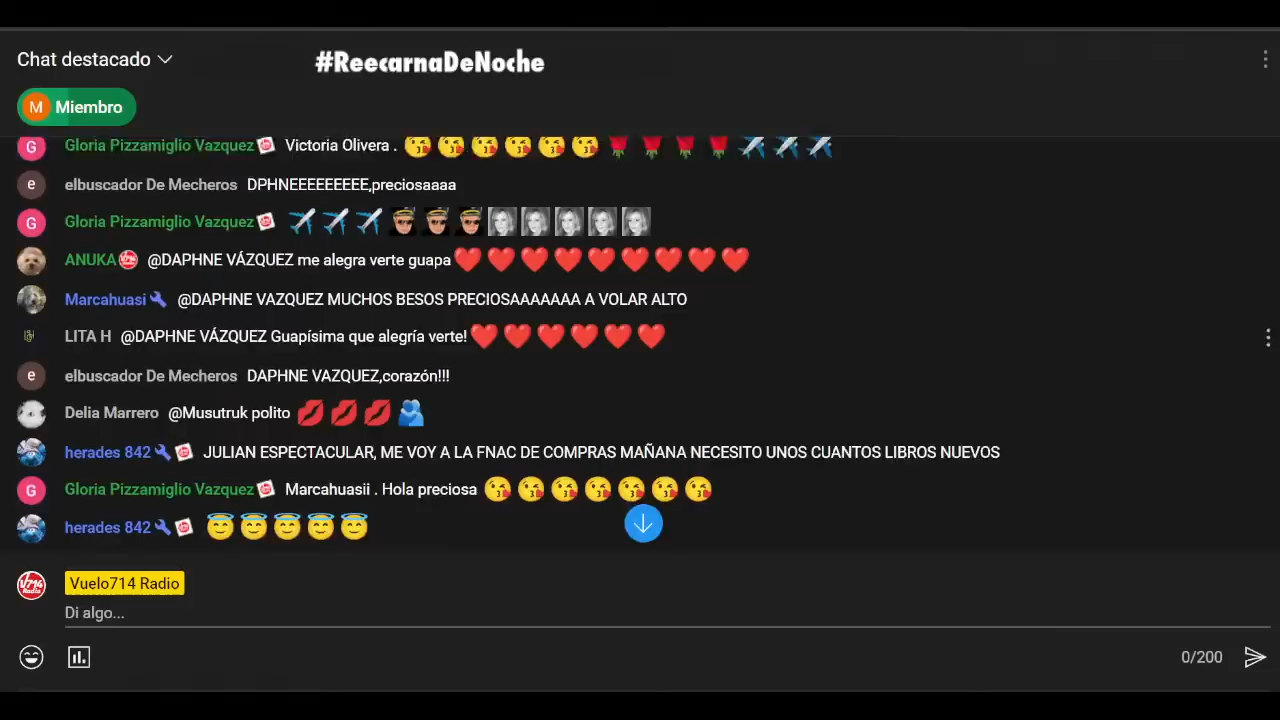 Chat destacado
#ReecarnaDeNoche
M Miembro
G Gloria Pizzamiglio Vazquez Victoria Olivera . 😘😘😘😘😘😘🌹🌹🌹🌹✈️✈️✈️
e elbuscador De Mecheros DPHNEEEEEEEEE,preciosaaaa
G Gloria Pizzamiglio Vazquez ✈️✈️✈️
ANUKA @DAPHNE VÁZQUEZ me alegra verte guapa❤️❤️❤️❤️❤️❤️❤️❤️❤️
Marcahuasi @DAPHNE VAZQUEZ MUCHOS BESOS PRECIOSAAAAAAA A VOLAR ALTO
LITA H @DAPHNE VÁZQUEZ Guapísima que alegría verte!❤️❤️❤️❤️❤️❤️
e elbuscador De Mecheros DAPHNE VAZQUEZ,corazón!!!
Delia Marrero @Musutruk polito 💋💋💋🫂
herades 842 JULIAN ESPECTACULAR, ME VOY A LA FNAC DE COMPRAS MAÑANA NECESITO UNOS CUANTOS LIBROS NUEVOS
G Gloria Pizzamiglio Vazquez Marcahuasii . Hola preciosa 😘😘😘😘😘😘😘
herades 842 😇😇😇😇😇
V714 Radio Vuelo714 Radio
Di algo...
0/200